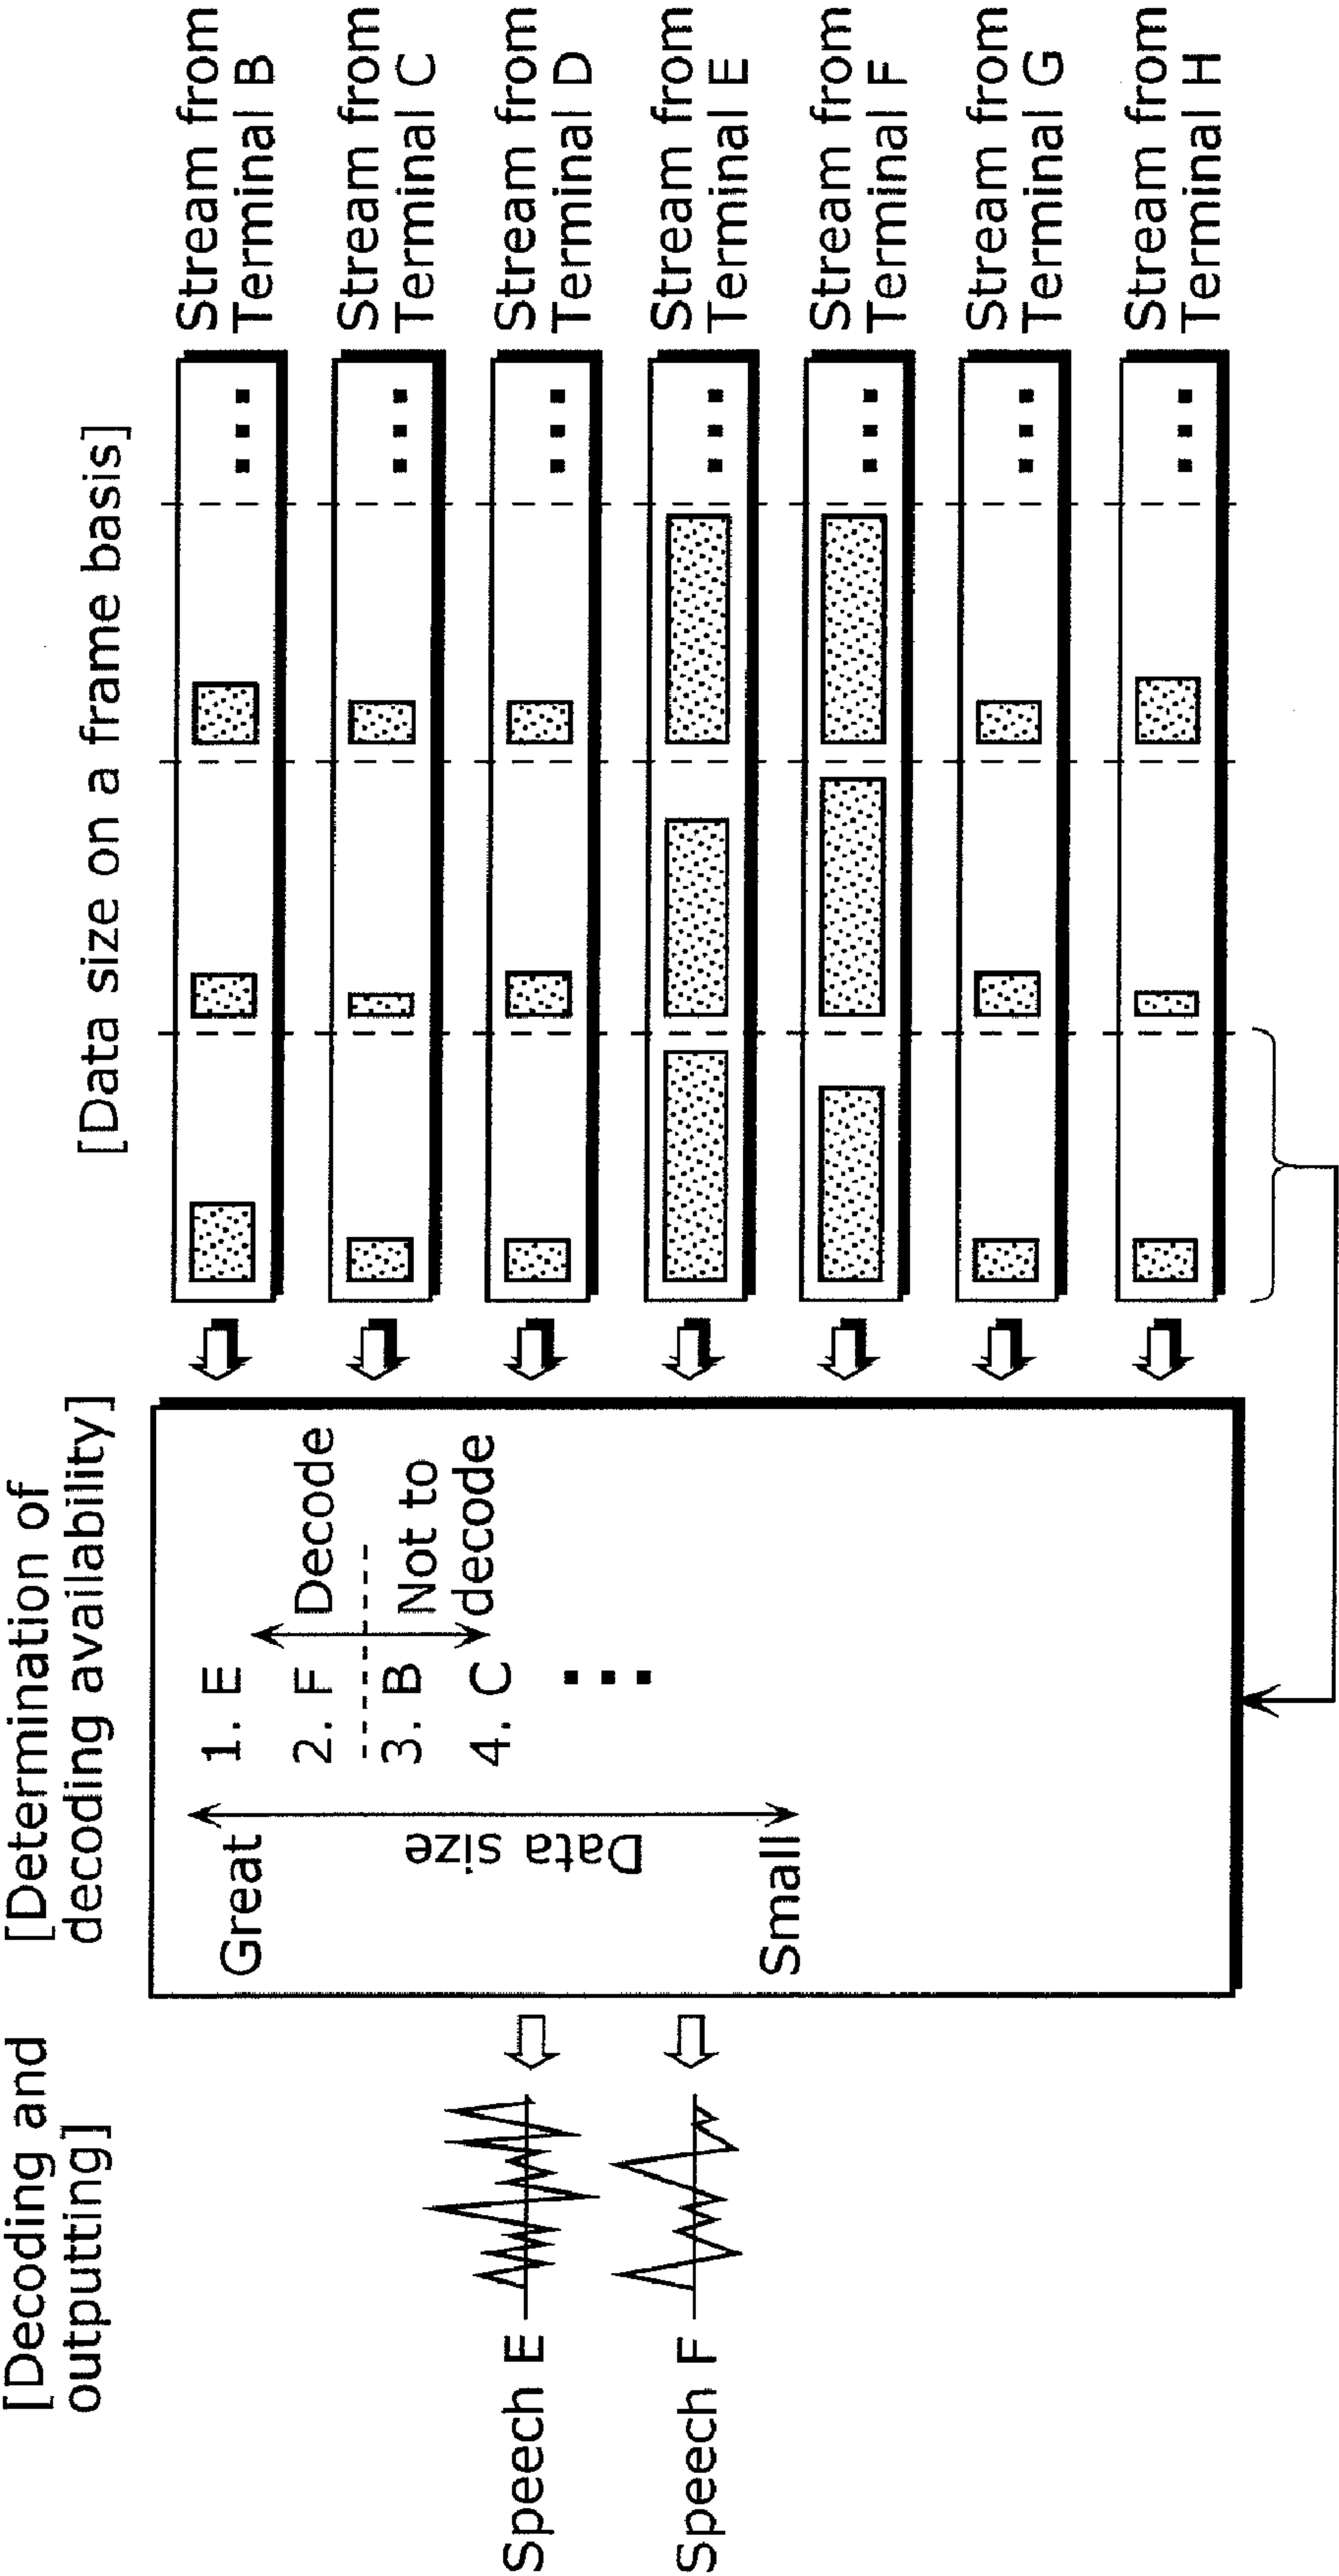 [Decoding and
outputting]
[Determination of
decoding availability]
[Data size on a frame basis]
Speech E
Speech F
Great
Data size
Small
1. E
2. F
3. B
4. C
Decode
Not to
decode
Stream from
Terminal B
Stream from
Terminal C
Stream from
Terminal D
Stream from
Terminal E
Stream from
Terminal F
Stream from
Terminal G
Stream from
Terminal H